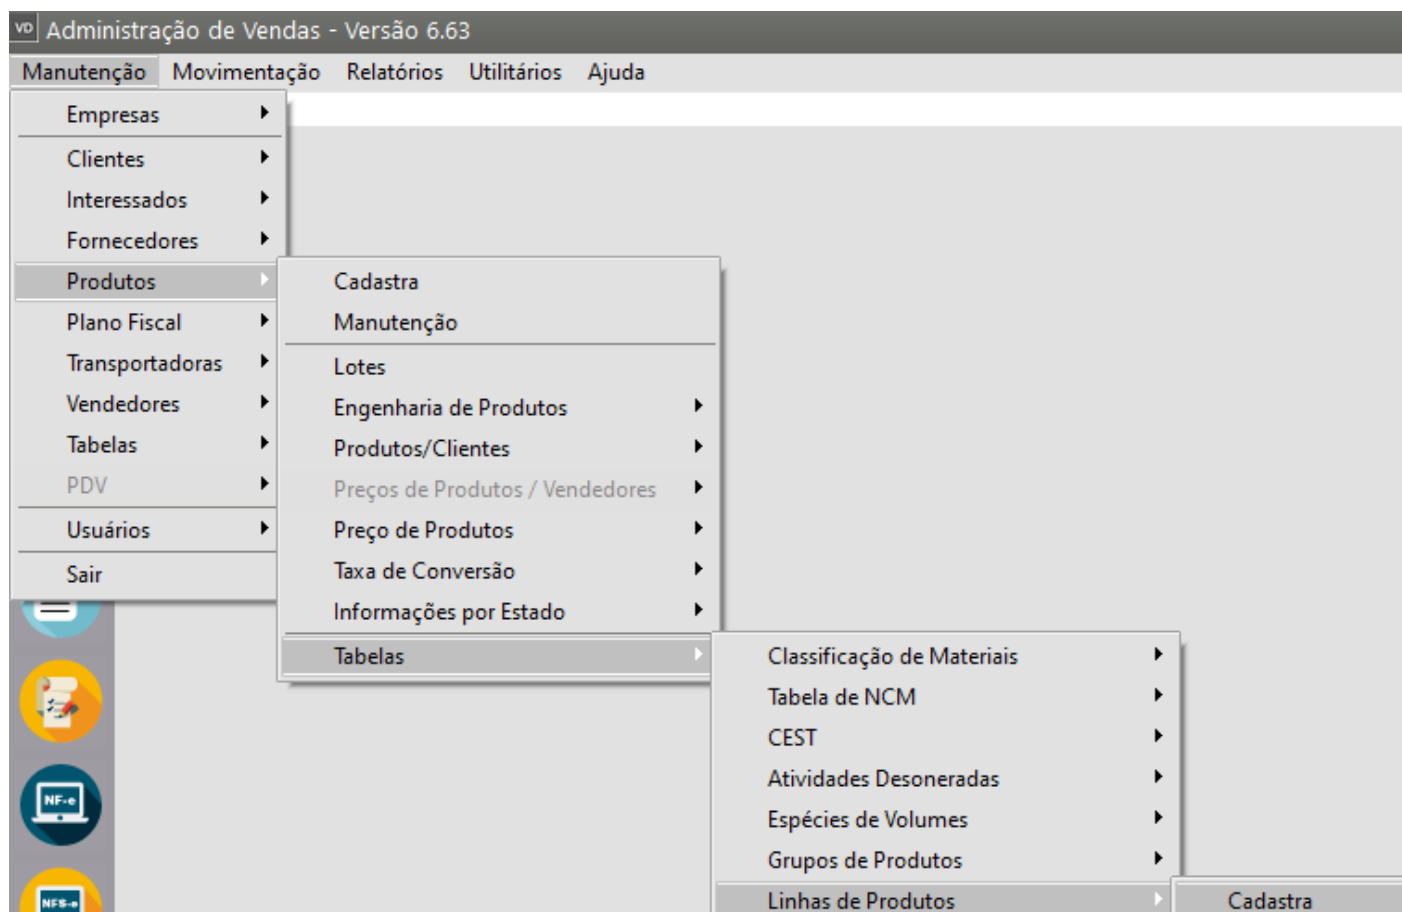 VD Administração de Vendas - Versão 6.63
Manutenção Movimentação Relatórios Utilitários Ajuda
Empresas
Clientes
Interessados
Fornecedores
Produtos
Plano Fiscal
Transportadoras
Vendedores
Tabelas
PDV
Usuários
Sair
Cadastra
Manutenção
Lotes
Engenharia de Produtos
Produtos/Clientes
Preços de Produtos / Vendedores
Preço de Produtos
Taxa de Conversão
Informações por Estado
Tabelas
Classificação de Materiais
Tabela de NCM
CEST
Atividades Desoneradas
Espécies de Volumes
Grupos de Produtos
Linhas de Produtos
Cadastra
NF-e
NFS-e